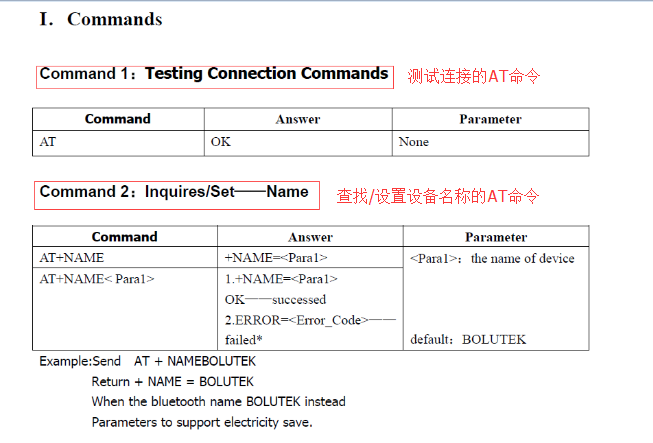 I. Commands
Command 1：Testing Connection Commands 测试连接的AT命令
Command Answer Parameter
AT OK None
Command 2：Inquires/Set——Name 查找/设置设备名称的AT命令
Command Answer Parameter
AT+NAME +NAME=<Para1> <Para1>：the name of device
AT+NAME< Para1> 1.+NAME=<Para1>
OK——successed
2.ERROR=<Error_Code>——
failed* default：BOLUTEK
Example:Send AT + NAMEBOLUTEK
Return + NAME = BOLUTEK
When the bluetooth name BOLUTEK instead
Parameters to support electricity save.